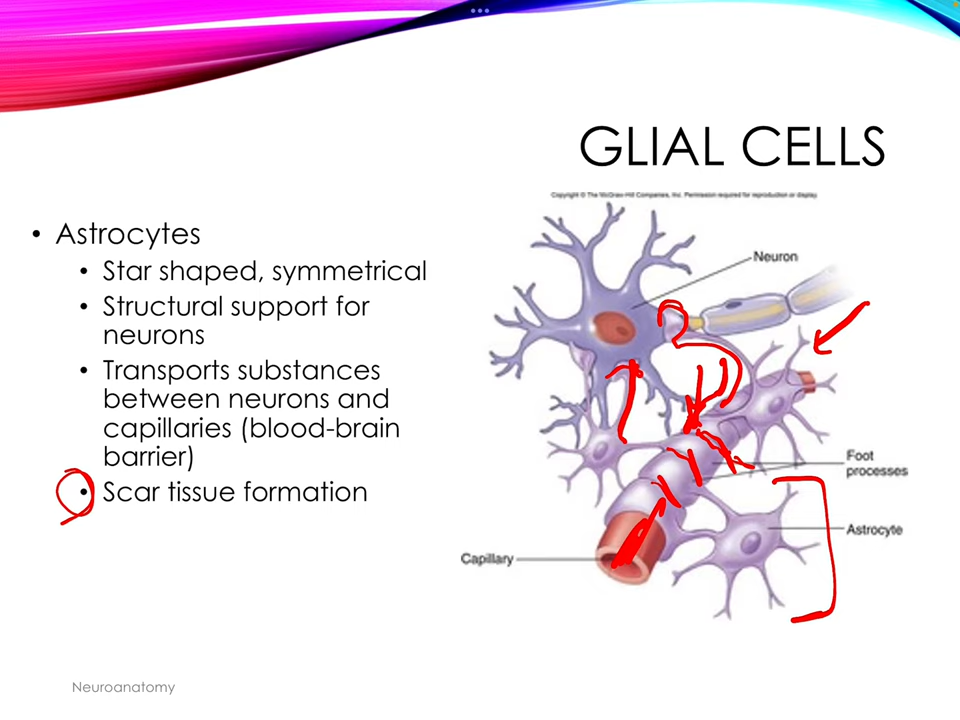 GLIAL CELLS
Copyright © The McGraw-Hill Companies, Inc. Permission required for reproduction or display.
• Astrocytes
• Star shaped, symmetrical
• Structural support for
neurons
• Transports substances
between neurons and
capillaries (blood-brain
barrier)
• Scar tissue formation
Neuron
Foot
processes
Astrocyte
Capillary
Neuroanatomy